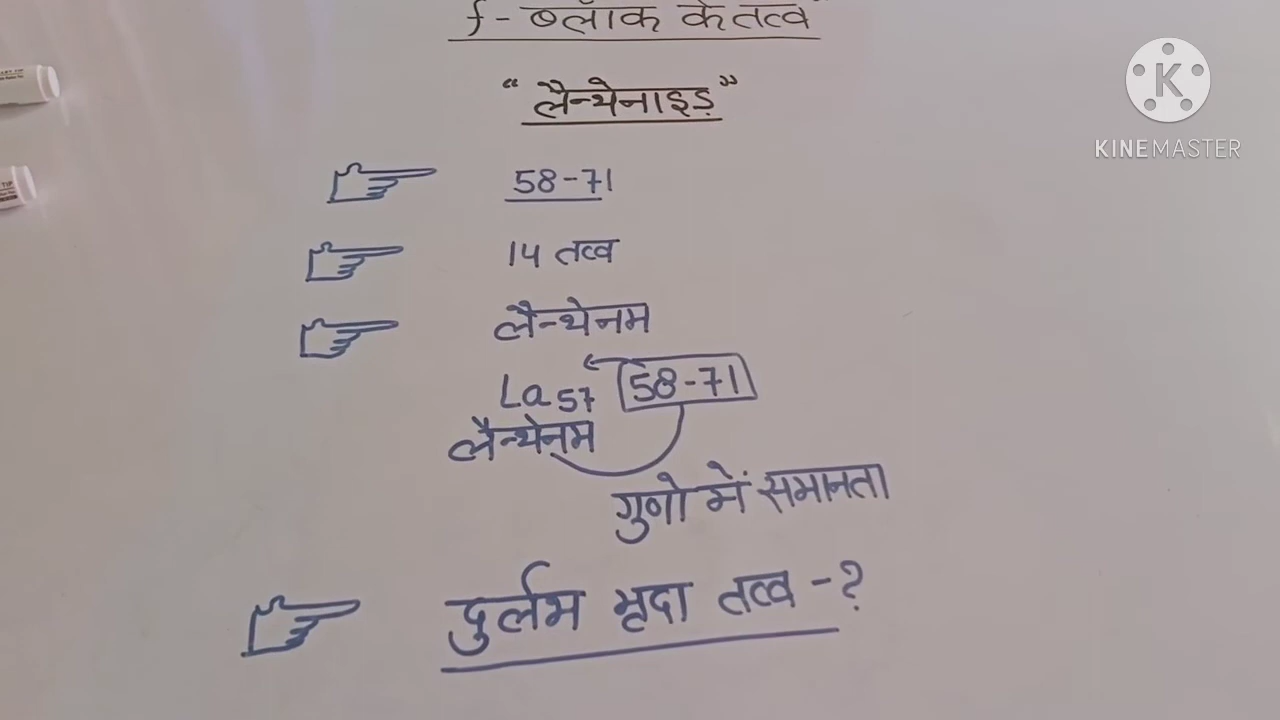 f - ब्लॉक के तत्व
"लैन्थेनाइड़"
58-71
14 तत्व
लैन्थेनम
La57 58-71
लैन्थेनम
गुणो में समानता
दुर्लभ मृदा तत्व - ?
K
KINEMASTER